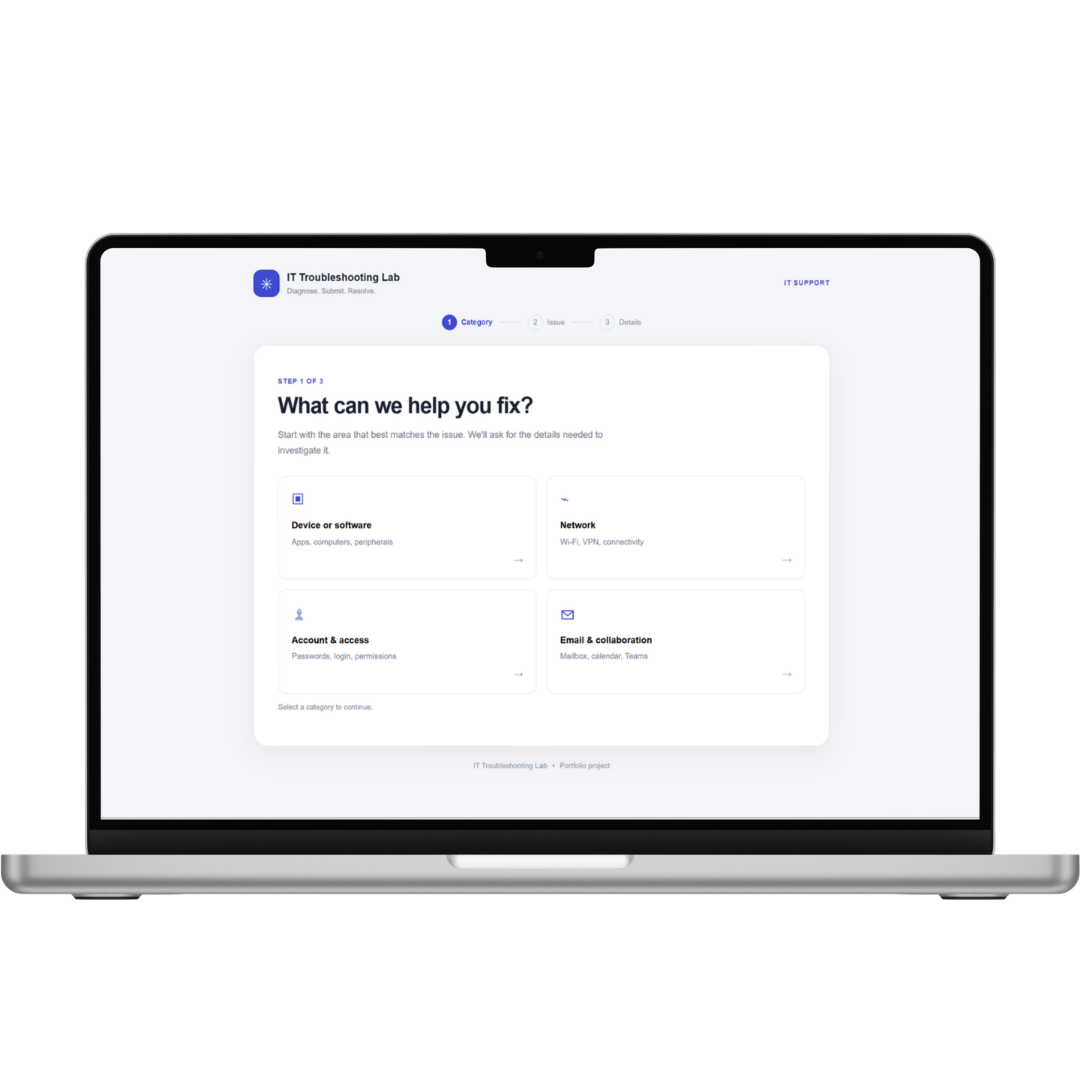 IT Troubleshooting Lab
Diagnose. Submit. Resolve.
IT SUPPORT
1 Category 2 Issue 3 Details
STEP 1 OF 3
What can we help you fix?
Start with the area that best matches the issue. We'll ask for the details needed to
investigate it.
Device or software
Apps, computers, peripherals
→
Network
Wi-Fi, VPN, connectivity
→
Account & access
Passwords, login, permissions
→
Email & collaboration
Mailbox, calendar, Teams
→
Select a category to continue.
IT Troubleshooting Lab • Portfolio project